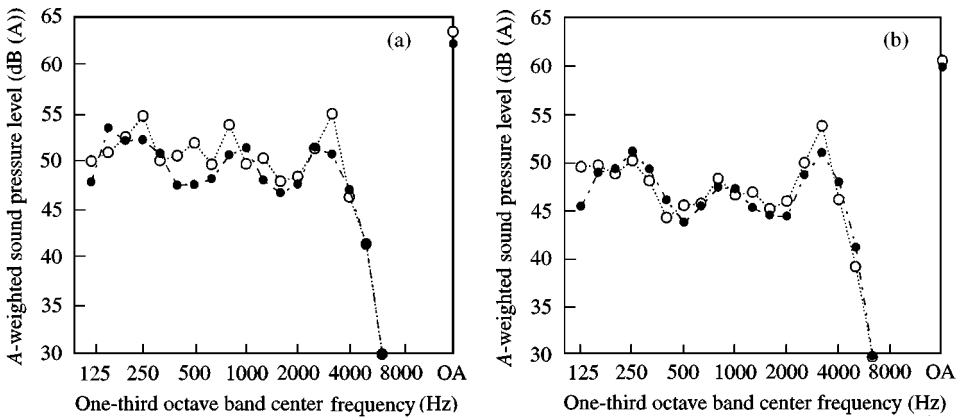 A-weighted sound pressure level (dB (A))
65
60
55
50
45
40
35
30
(a)
125 250 500 1000 2000 4000 8000 OA
One-third octave band center frequency (Hz)
A-weighted sound pressure level (dB (A))
65
60
55
50
45
40
35
30
(b)
125 250 500 1000 2000 4000 8000 OA
One-third octave band center frequency (Hz)